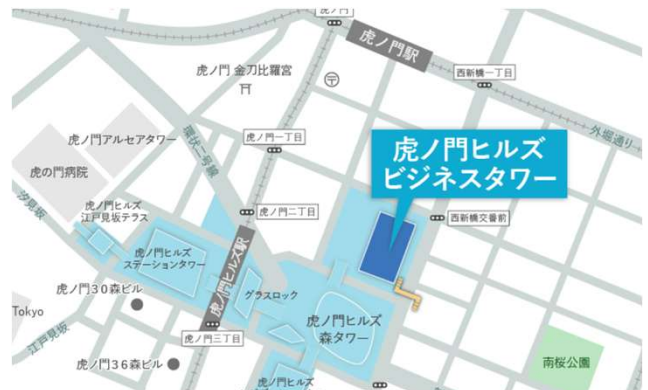 虎ノ門
虎ノ門駅
西新橋一丁目
虎ノ門 金刀比羅宮
外堀通り
環状二号線
虎ノ門アルセアタワー
虎ノ門一丁目
虎ノ門ヒルズ
ビジネスタワー
虎の門病院
汐見坂
虎ノ門ヒルズ
江戸見坂テラス
虎ノ門二丁目
西新橋交番前
虎ノ門ヒルズ駅
虎ノ門ヒルズ
ステーションタワー
虎ノ門30森ビル
グラスロック
Tokyo
虎ノ門ヒルズ
森タワー
江戸見坂
虎ノ門三丁目
虎ノ門36森ビル
南桜公園
虎ノ門ヒルズ